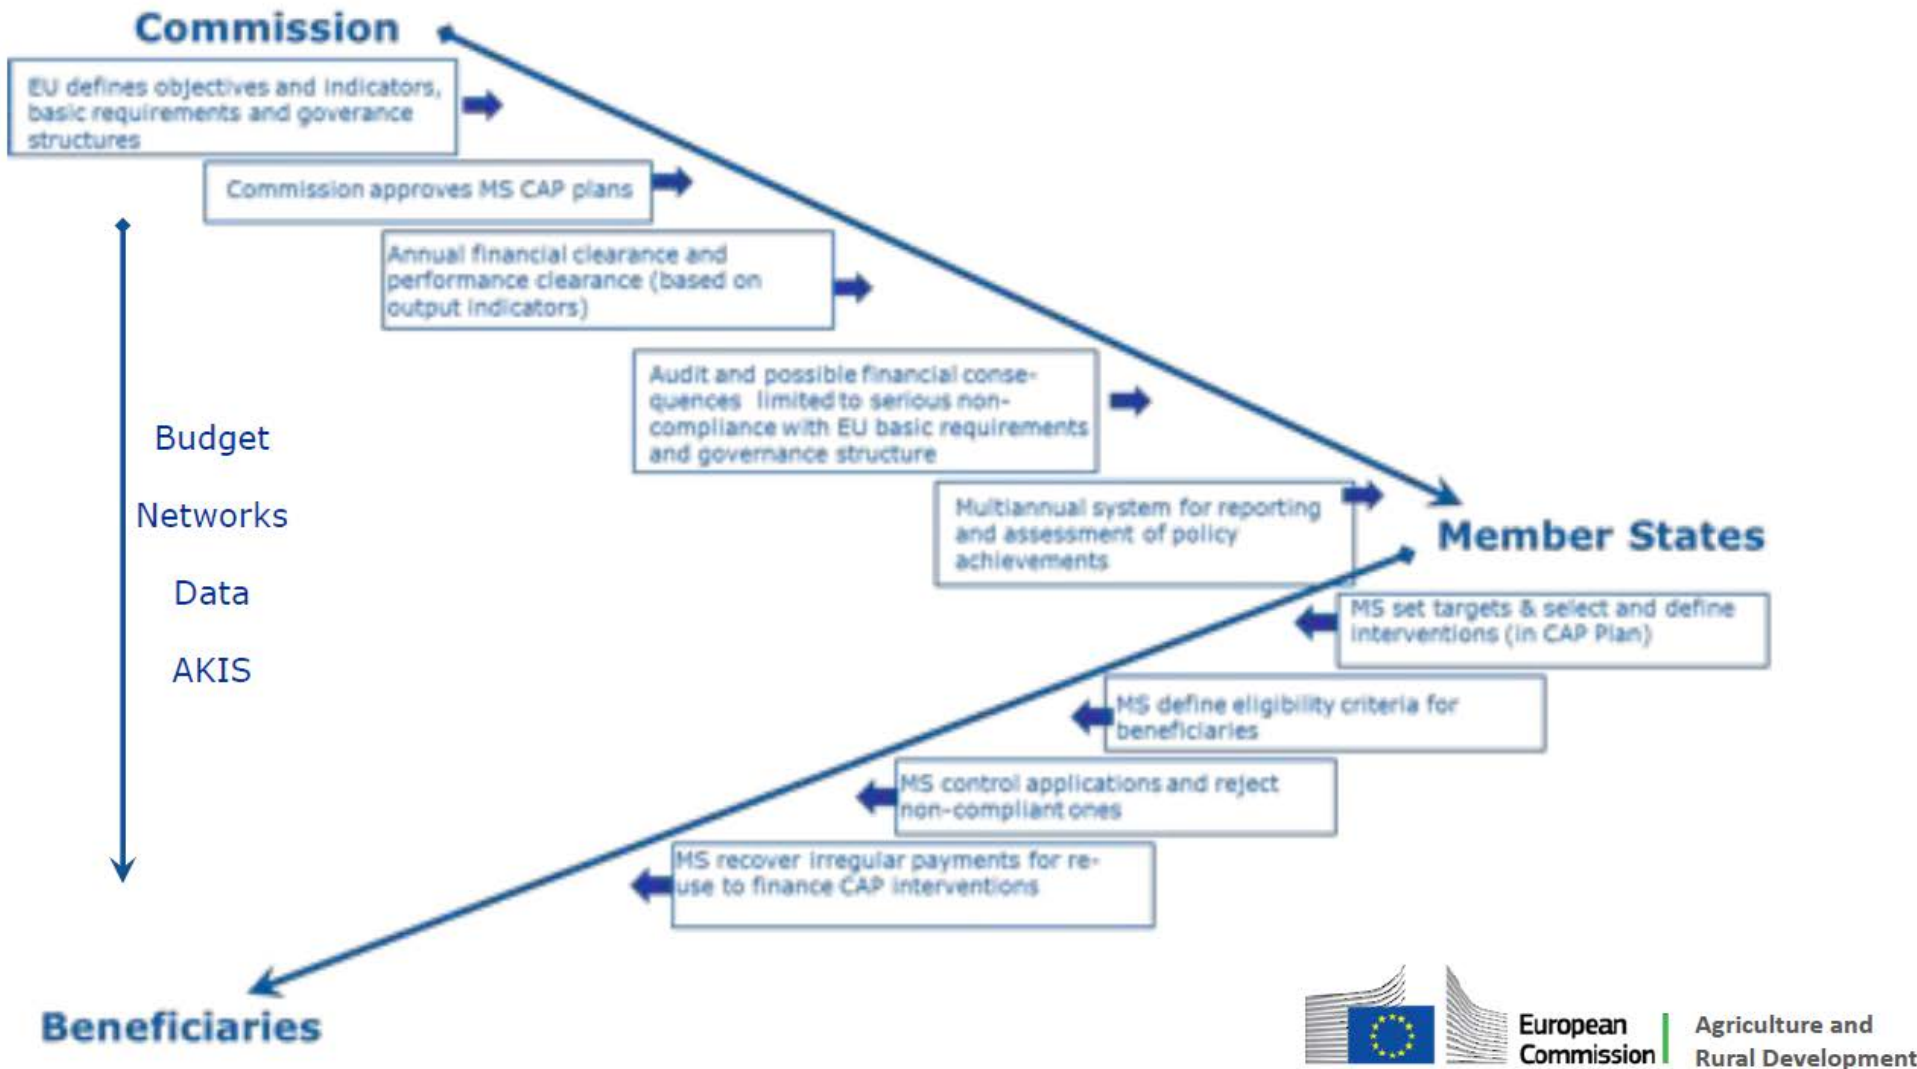 Commission
EU defines objectives and indicators,
basic requirements and goverance
structures
Commission approves MS CAP plans
Annual financial clearance and
performance clearance (based on
output indicators)
Audit and possible financial conse-
quences limited to serious non-
compliance with EU basic requirements
and governance structure
Multiannual system for reporting
and assessment of policy
achievements
Member States
Budget
Networks
Data
AKIS
MS set targets & select and define
interventions (in CAP Plan)
MS define eligibility criteria for
beneficiaries
MS control applications and reject
non-compliant ones
MS recover irregular payments for re-
use to finance CAP interventions
Beneficiaries
European
Commission
Agriculture and
Rural Development